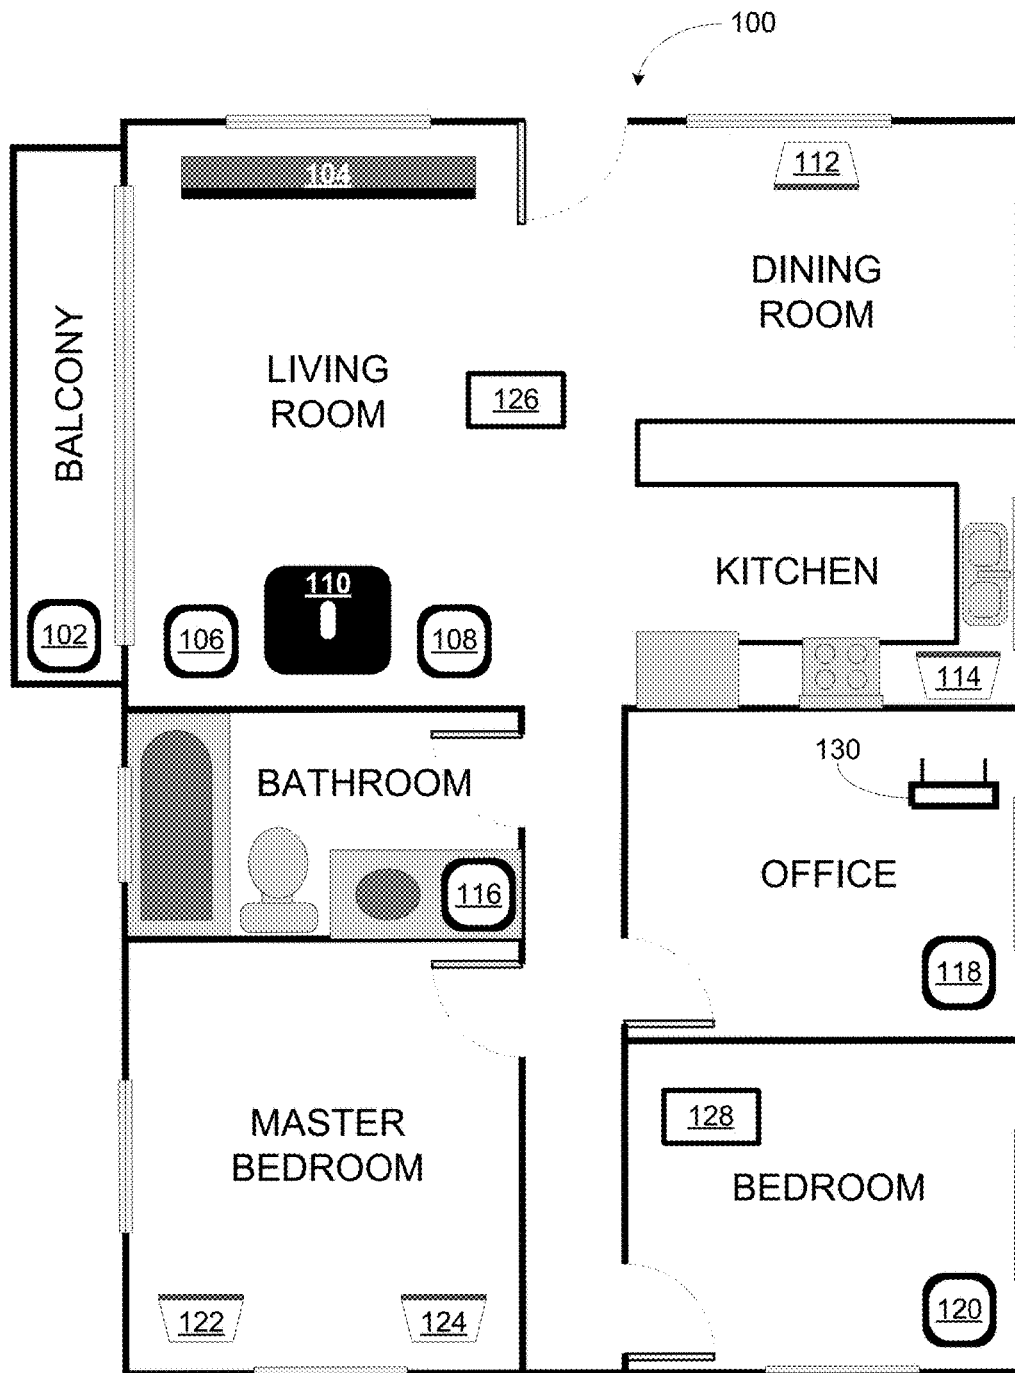 100
104
112
DINING
ROOM
BALCONY
LIVING
ROOM
126
KITCHEN
110
102
106
108
114
130
BATHROOM
OFFICE
116
118
MASTER
BEDROOM
128
BEDROOM
122
124
120